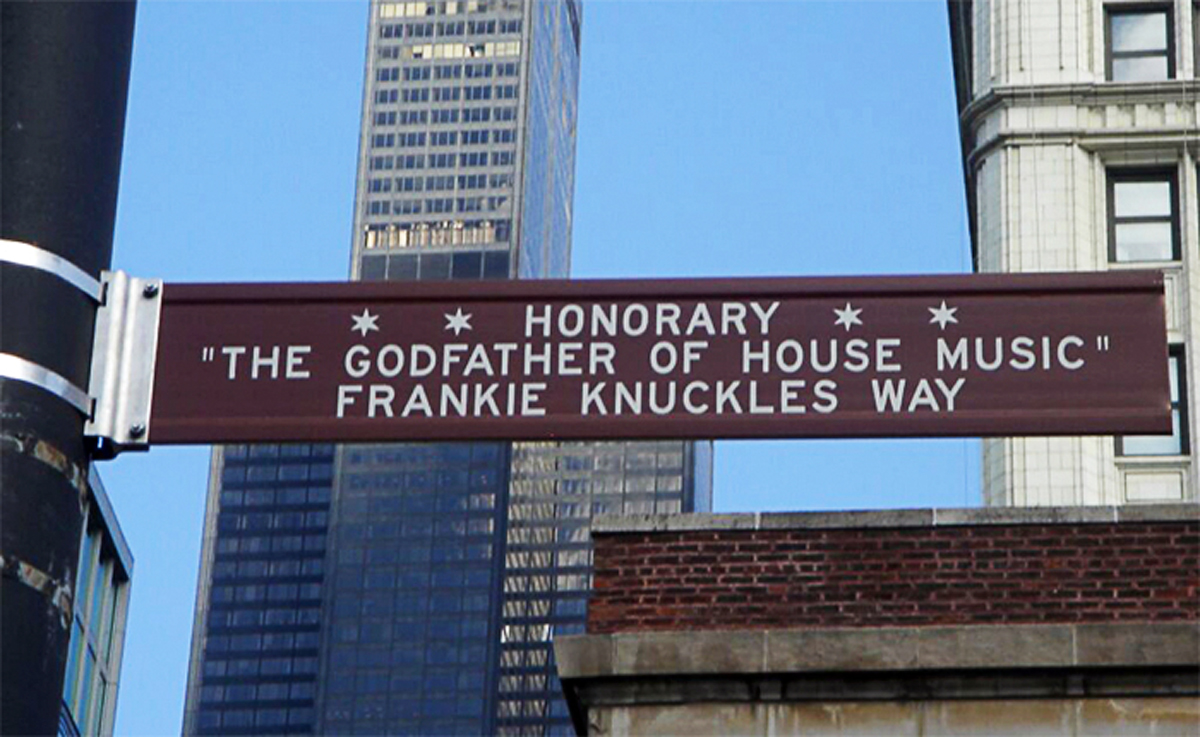 HONORARY
"THE GODFATHER OF HOUSE MUSIC"
FRANKIE KNUCKLES WAY